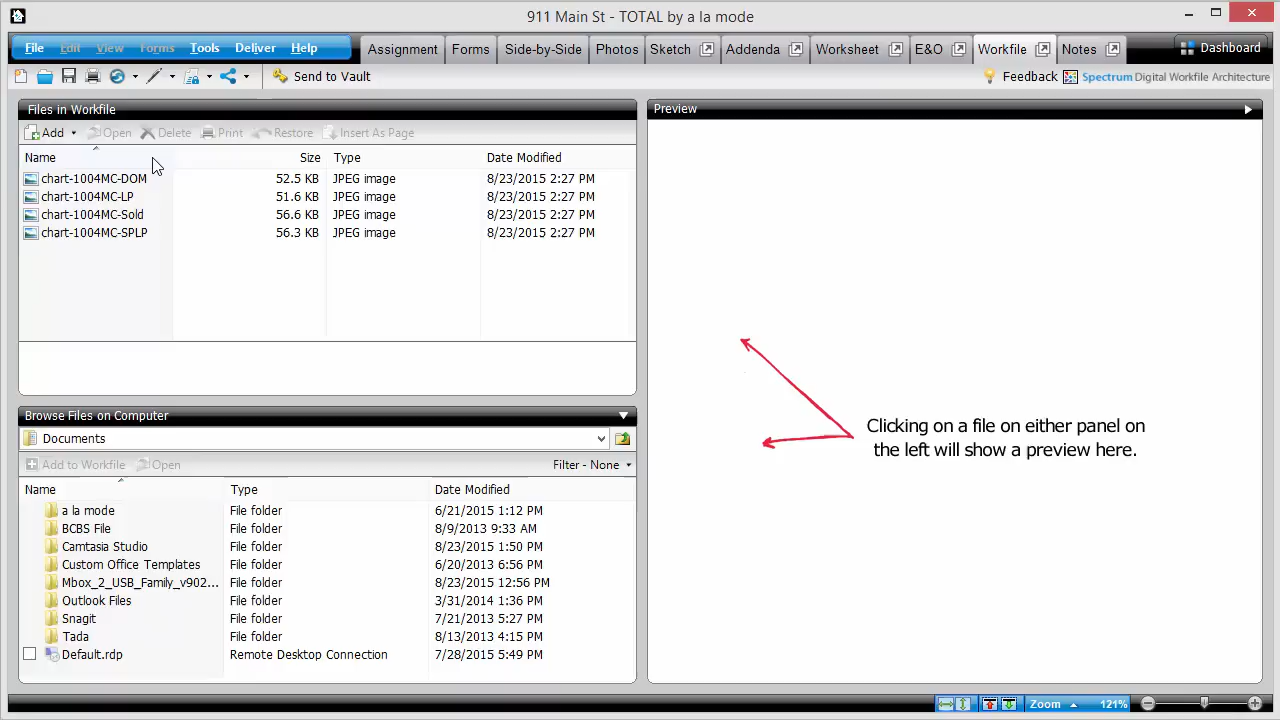 911 Main St - TOTAL by a la mode
File Edit View Forms Tools Deliver Help
Assignment Forms Side-by-Side Photos Sketch Addenda Worksheet E&O Workfile Notes Dashboard
Send to Vault Feedback Spectrum Digital Workfile Architecture
Files in Workfile
Add Open Delete Print Restore Insert As Page
Name Size Type Date Modified
chart-1004MC-DOM 52.5 KB JPEG image 8/23/2015 2:27 PM
chart-1004MC-LP 51.6 KB JPEG image 8/23/2015 2:27 PM
chart-1004MC-Sold 56.6 KB JPEG image 8/23/2015 2:27 PM
chart-1004MC-SPLP 56.3 KB JPEG image 8/23/2015 2:27 PM
Browse Files on Computer
Documents
Add to Workfile Open Filter - None
Name Type Date Modified
a la mode File folder 6/21/2015 1:12 PM
BCBS File File folder 8/9/2013 9:33 AM
Camtasia Studio File folder 8/23/2015 1:50 PM
Custom Office Templates File folder 6/20/2013 6:56 PM
Mbox_2_USB_Family_v902... File folder 8/23/2015 12:56 PM
Outlook Files File folder 3/31/2014 1:36 PM
Snagit File folder 7/21/2013 5:27 PM
Tada File folder 8/13/2013 4:15 PM
Default.rdp Remote Desktop Connection 7/28/2015 5:49 PM
Preview
Clicking on a file on either panel on
the left will show a preview here.
Zoom 121%